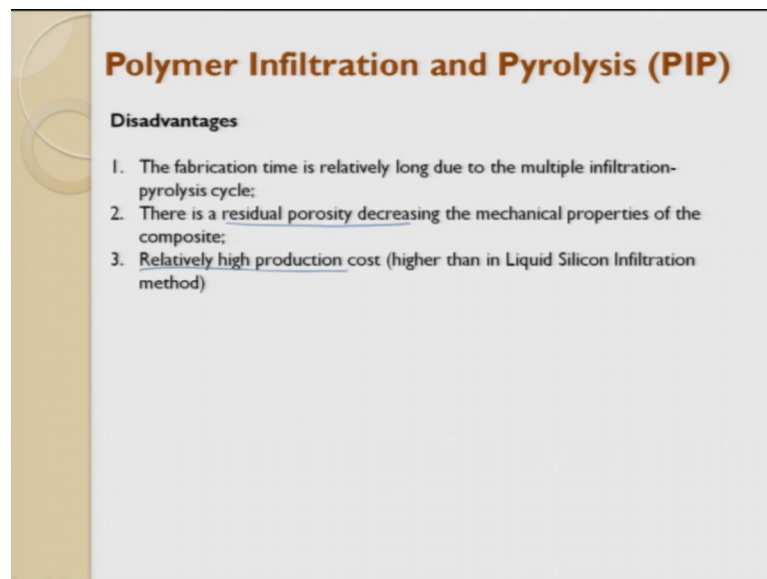 Polymer Infiltration and Pyrolysis (PIP)
Disadvantages
1. The fabrication time is relatively long due to the multiple infiltration-
pyrolysis cycle;
2. There is a residual porosity decreasing the mechanical properties of the
composite;
3. Relatively high production cost (higher than in Liquid Silicon Infiltration
method)